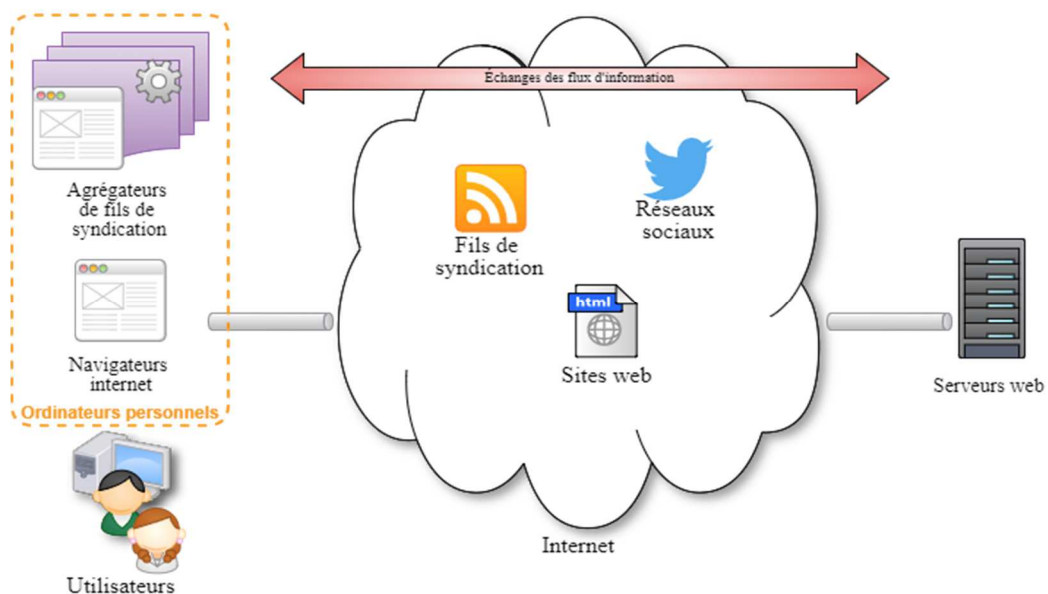 Échanges des flux d'information
Agrégateurs
de fils de
syndication
Navigateurs
internet
Ordinateurs personnels
Utilisateurs
Fils de
syndication
Réseaux
sociaux
html
Sites web
Internet
Serveurs web